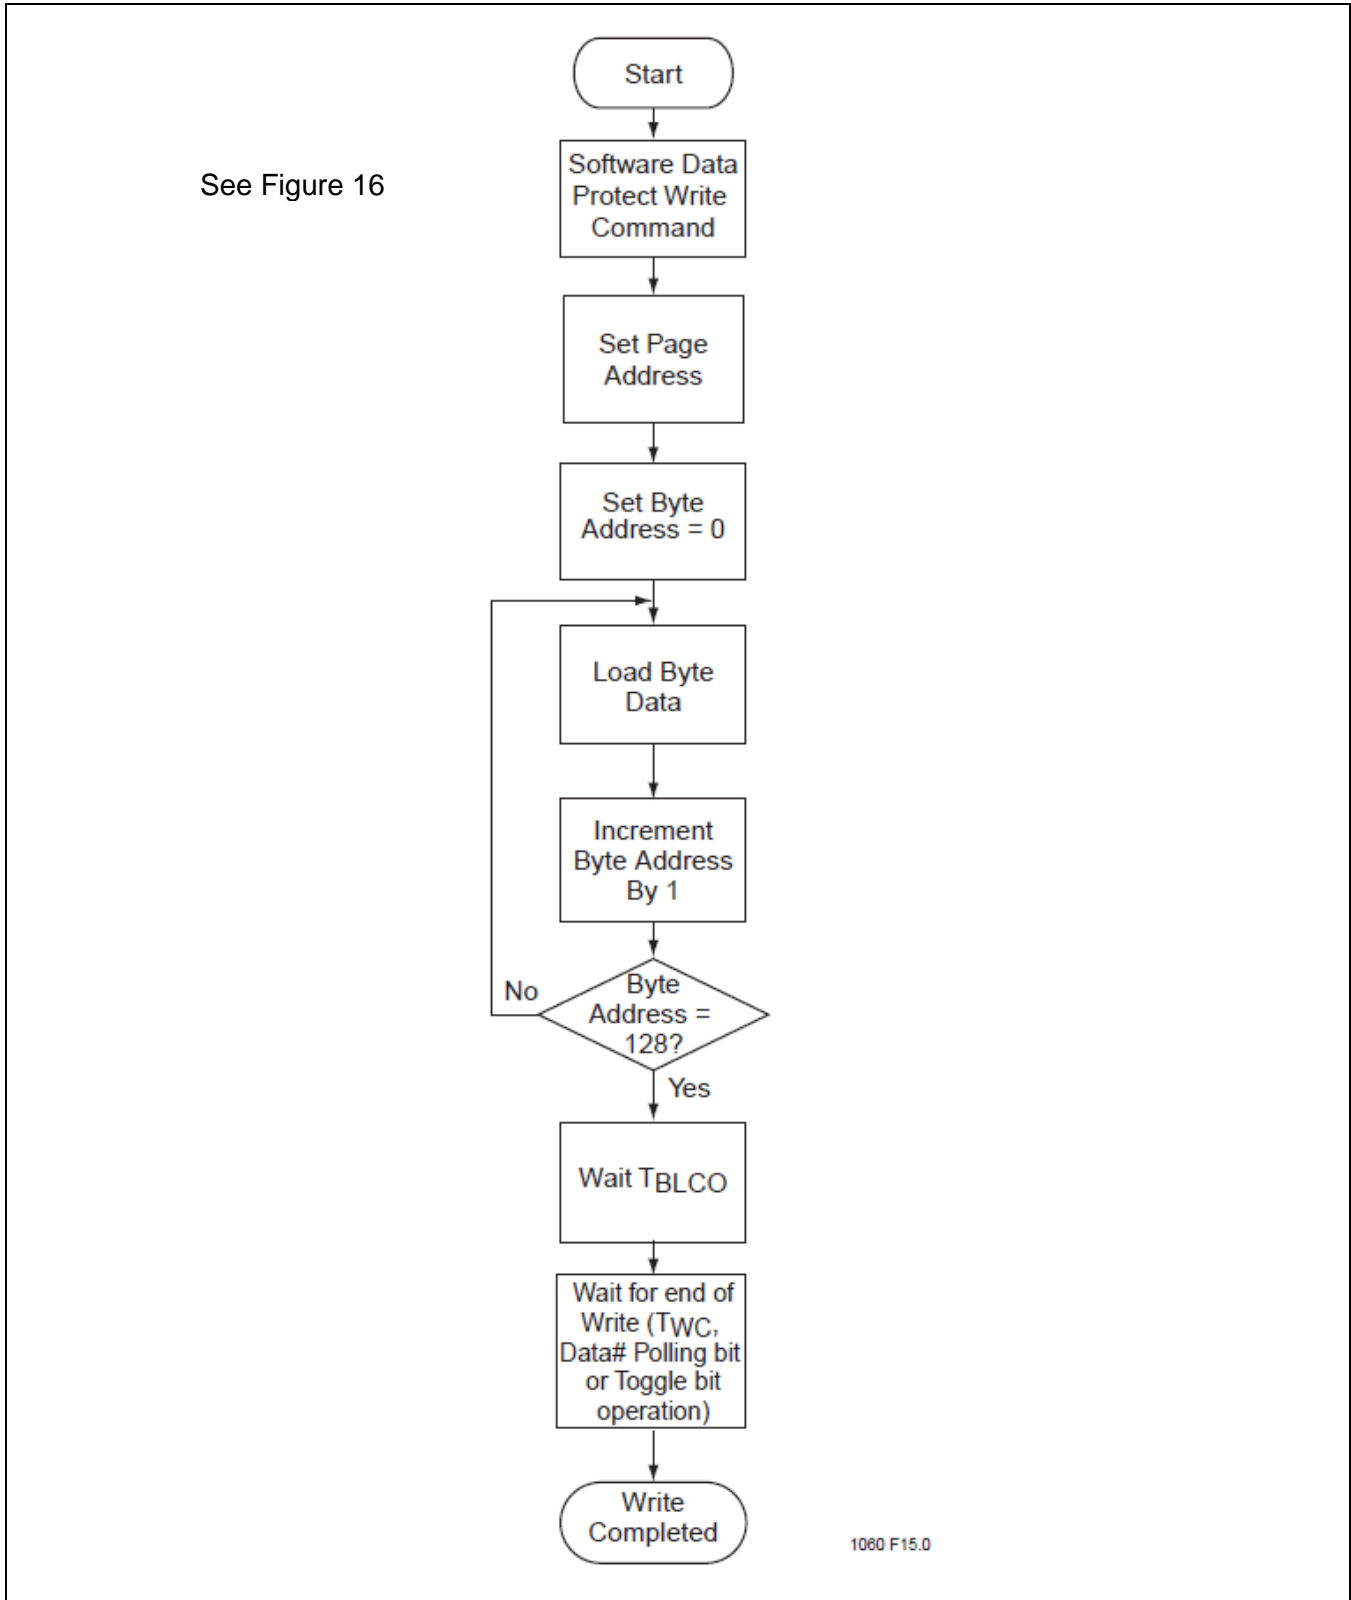 Start
See Figure 16
Software Data
Protect Write
Command
Set Page
Address
Set Byte
Address = 0
Load Byte
Data
Increment
Byte Address
By 1
Byte
Address =
128?
No
Yes
Wait TBLCO
Wait for end of
Write (TWC,
Data# Polling bit
or Toggle bit
operation)
Write
Completed
1060 F15.0